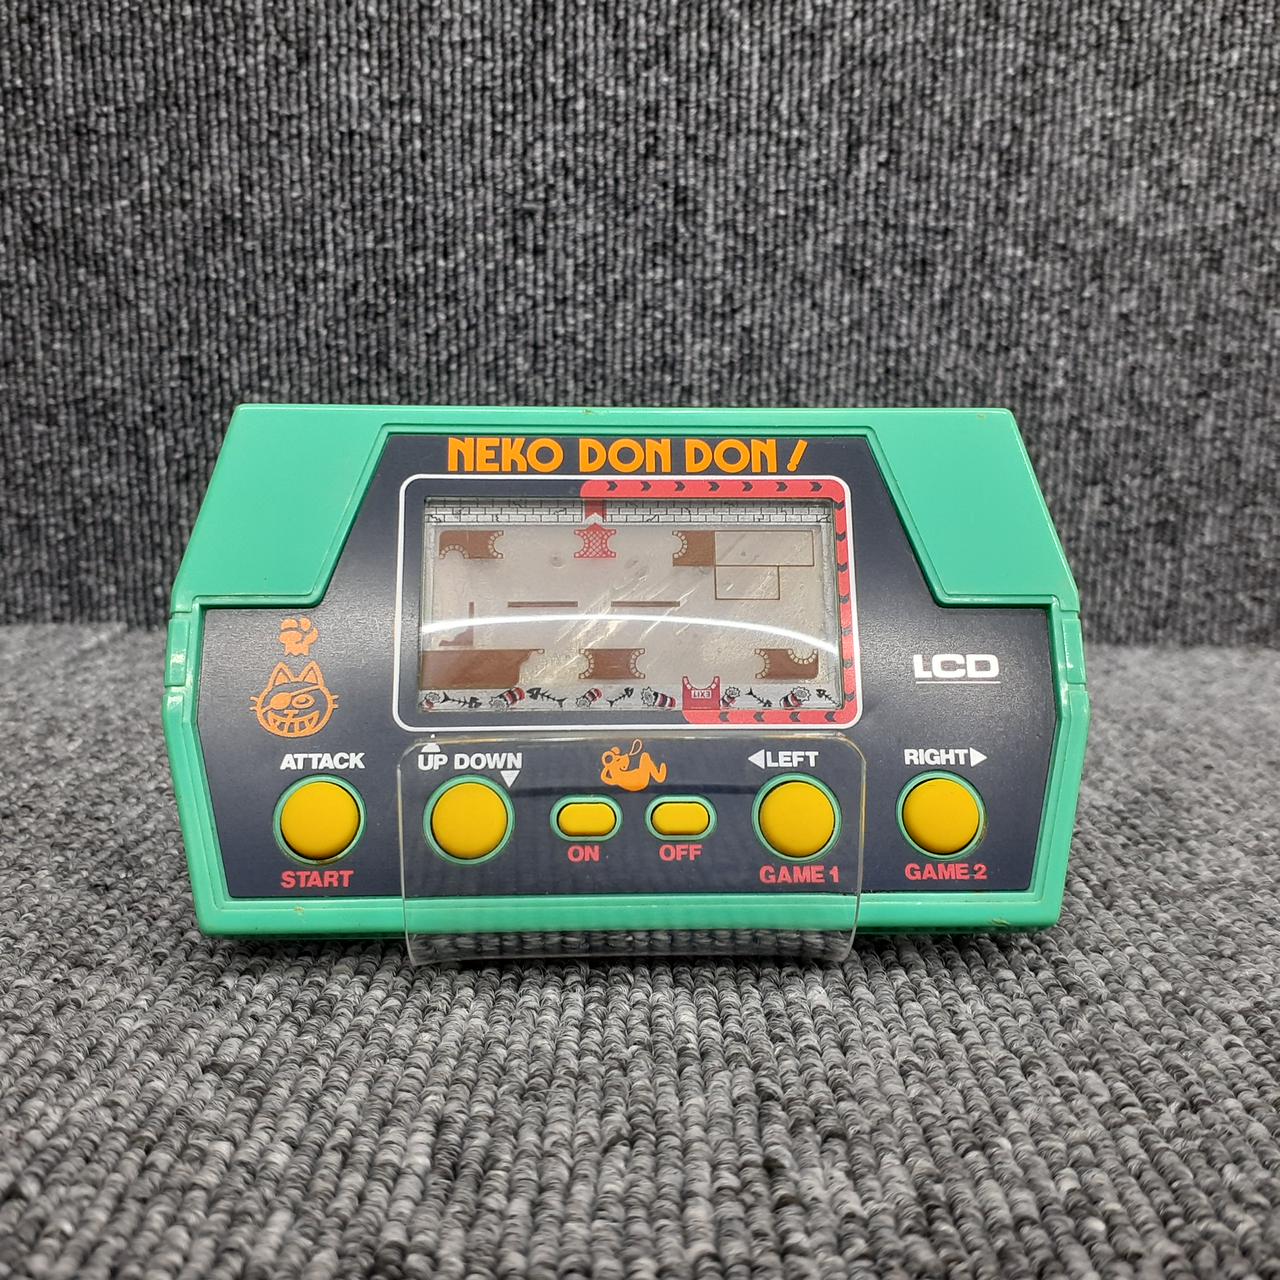 NEKO DON DON!
LCD
EXIT
ATTACK
UP DOWN
◀LEFT
RIGHT▶
START
ON
OFF
GAME 1
GAME 2